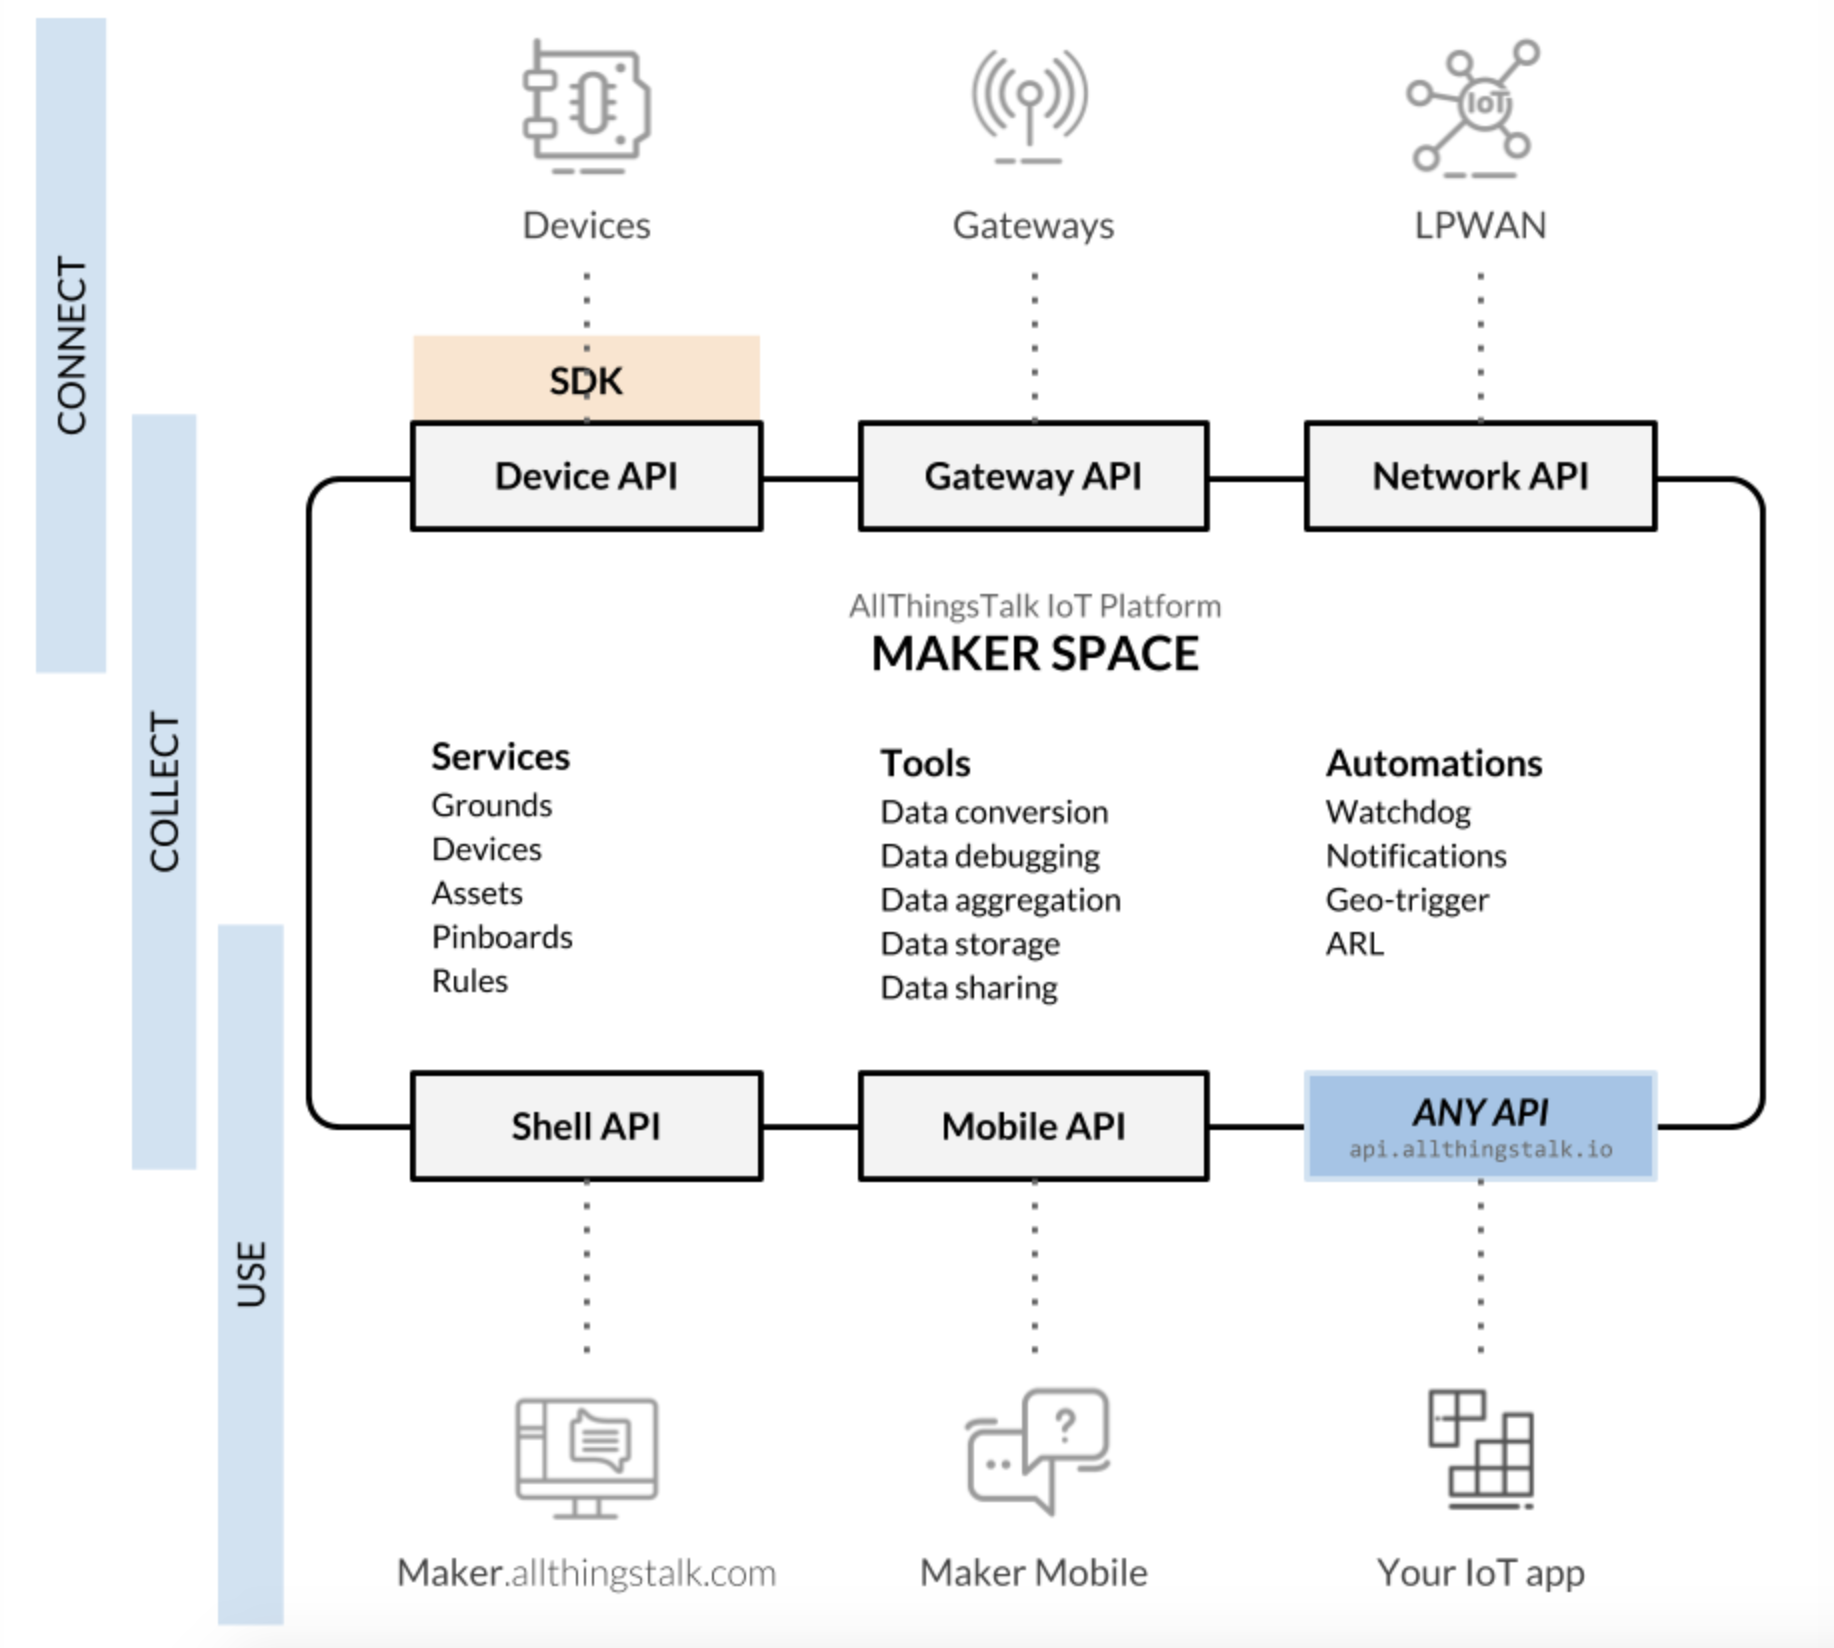 CONNECT
COLLECT
USE
IoT
Devices
Gateways
LPWAN
SDK
Device API
Gateway API
Network API
AllThingsTalk IoT Platform
MAKER SPACE
Services
Grounds
Devices
Assets
Pinboards
Rules
Tools
Data conversion
Data debugging
Data aggregation
Data storage
Data sharing
Automations
Watchdog
Notifications
Geo-trigger
ARL
Shell API
Mobile API
ANY API
api.allthingstalk.io
?
Maker.allthingstalk.com
Maker Mobile
Your IoT app